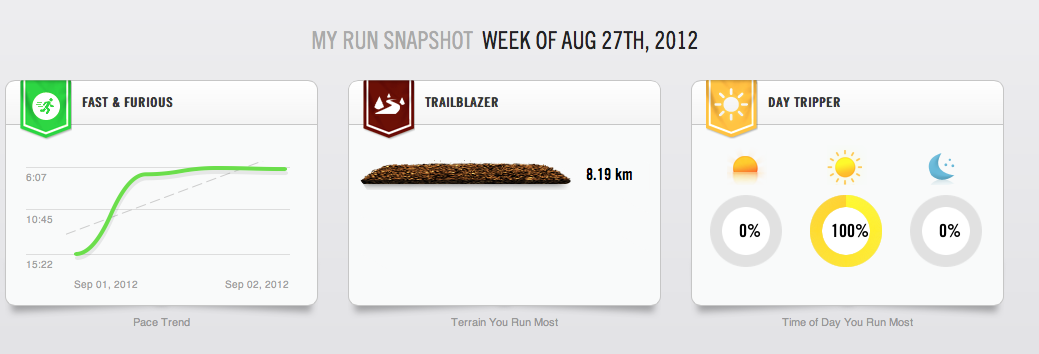 MY RUN SNAPSHOT WEEK OF AUG 27TH, 2012
FAST & FURIOUS
6:07
10:45
15:22
Sep 01, 2012 Sep 02, 2012
Pace Trend
TRAILBLAZER
8.19 km
Terrain You Run Most
DAY TRIPPER
0% 100% 0%
Time of Day You Run Most